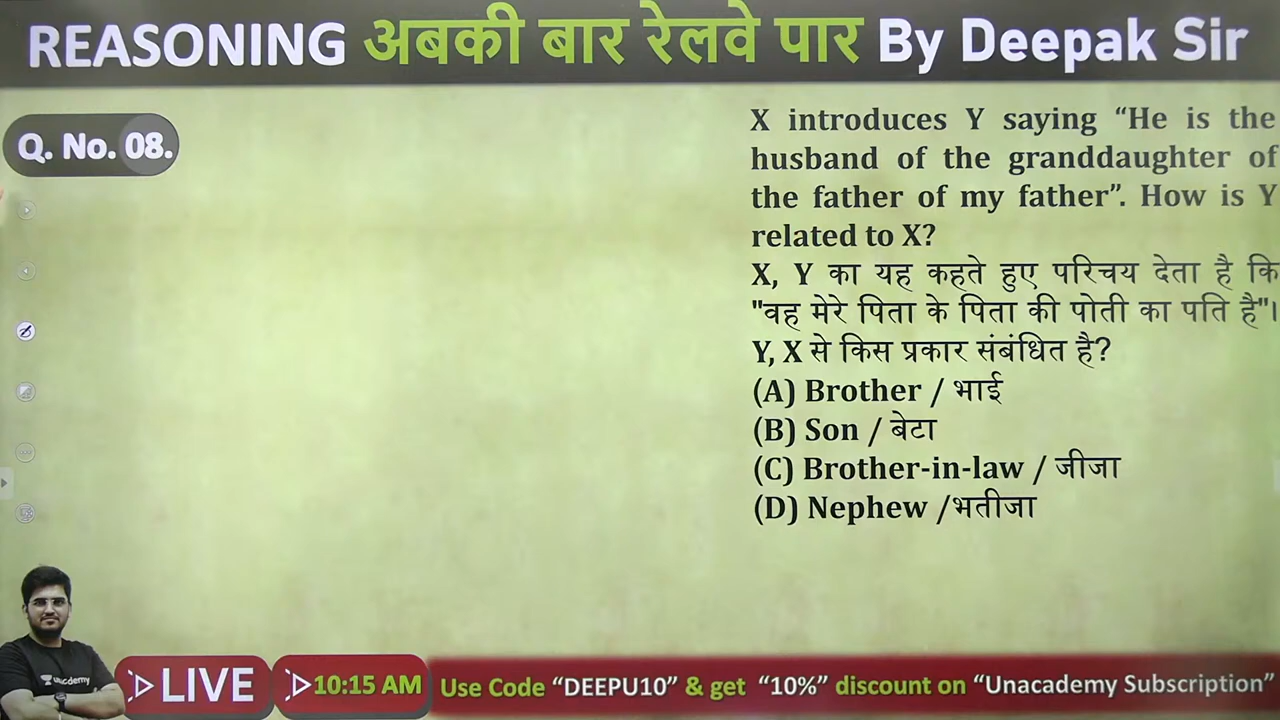 REASONING अबकी बार रेलवे पार By Deepak Sir
Q. No. 08.
X introduces Y saying “He is the
husband of the granddaughter of
the father of my father”. How is Y
related to X?
X, Y का यह कहते हुए परिचय देता है कि
"वह मेरे पिता के पिता की पोती का पति है"।
Y, X से किस प्रकार संबंधित है?
(A) Brother / भाई
(B) Son / बेटा
(C) Brother-in-law / जीजा
(D) Nephew /भतीजा
unacdemy
LIVE
10:15 AM
Use Code “DEEPU10” & get “10%” discount on “Unacademy Subscription”